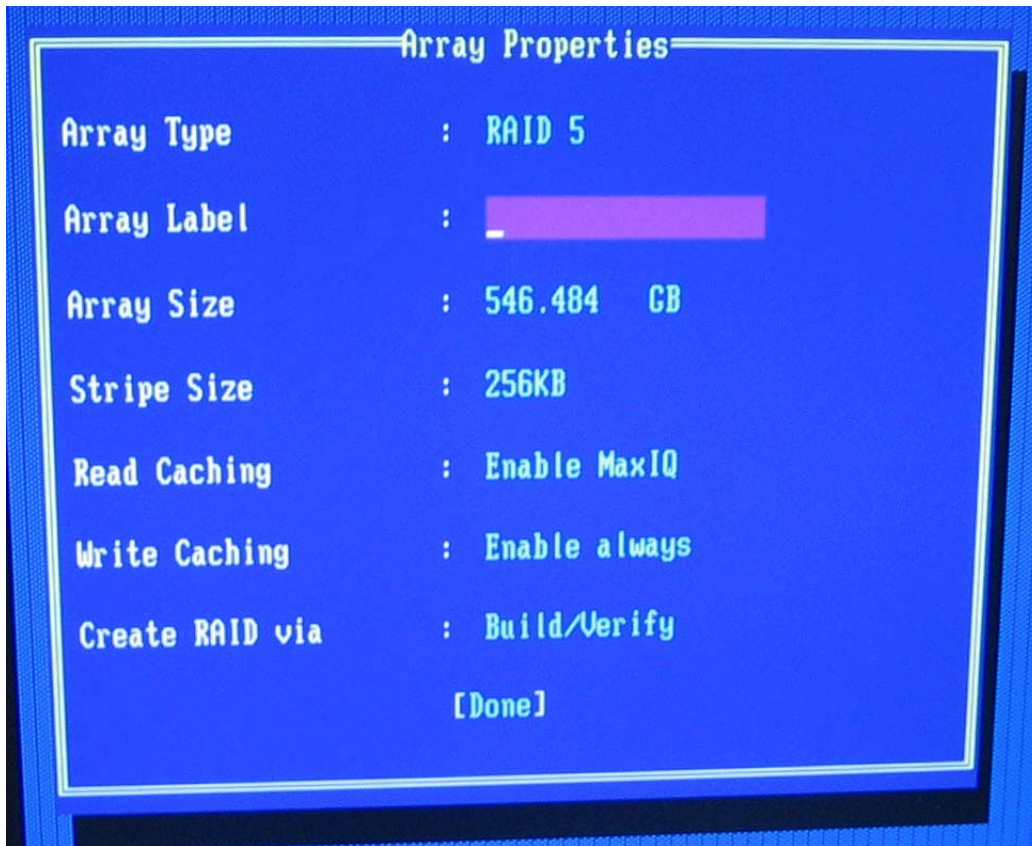 Array Properties
Array Type : RAID 5
Array Label :
Array Size : 546.484 GB
Stripe Size : 256KB
Read Caching : Enable MaxIQ
Write Caching : Enable always
Create RAID via : Build/Verify
[Done]